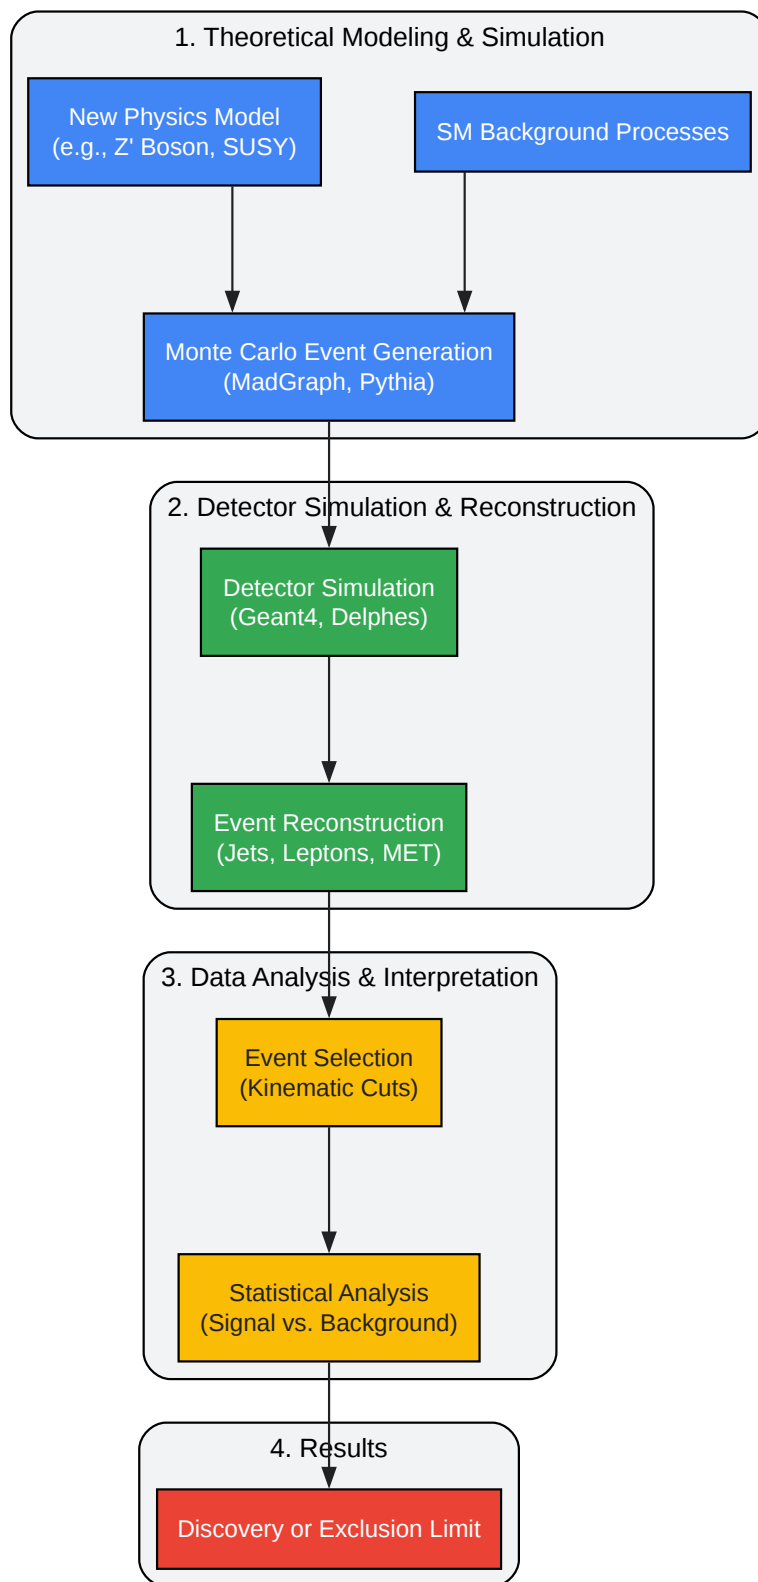 1. Theoretical Modeling & Simulation
New Physics Model
(e.g., Z' Boson, SUSY)
SM Background Processes
Monte Carlo Event Generation
(MadGraph, Pythia)
2. Detector Simulation & Reconstruction
Detector Simulation
(Geant4, Delphes)
Event Reconstruction
(Jets, Leptons, MET)
3. Data Analysis & Interpretation
Event Selection
(Kinematic Cuts)
Statistical Analysis
(Signal vs. Background)
4. Results
Discovery or Exclusion Limit